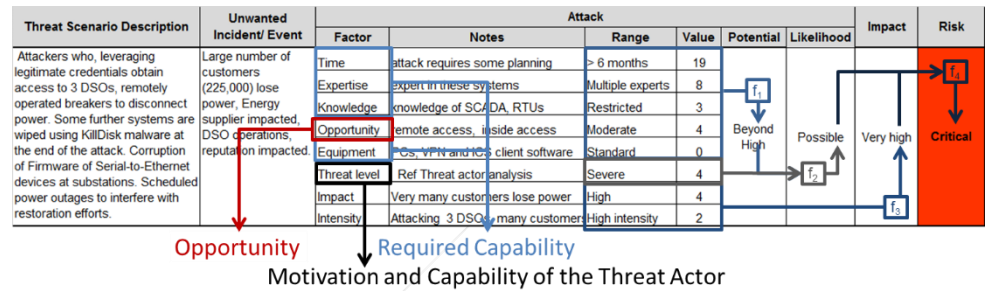 Threat Scenario Description
Unwanted
Incident/ Event
Attack
Impact
Risk
Factor
Notes
Range
Value
Potential
Likelihood
Attackers who, leveraging
legitimate credentials obtain
access to 3 DSOs, remotely
operated breakers to disconnect
power. Some further systems are
wiped using KillDisk malware at
the end of the attack. Corruption
of Firmware of Serial-to-Ethernet
devices at substations. Scheduled
power outages to interfere with
restoration efforts.
Large number of
customers
(225,000) lose
power, Energy
supplier impacted,
DSO operations,
reputation impacted.
Time
attack requires some planning
> 6 months
19
Expertise
expert in these systems
Multiple experts
8
Knowledge
knowledge of SCADA, RTUs
Restricted
3
Opportunity
remote access, inside access
Moderate
4
Equipment
PCs, VPN and ICS client software
Standard
0
Threat level
Ref Threat actor analysis
Severe
4
Impact
Very many customers lose power
High
4
Intensity
Attacking 3 DSOs, many customers
High intensity
2
f1
Beyond
High
Possible
f2
Very high
f3
f4
Critical
Opportunity
Required Capability
Motivation and Capability of the Threat Actor